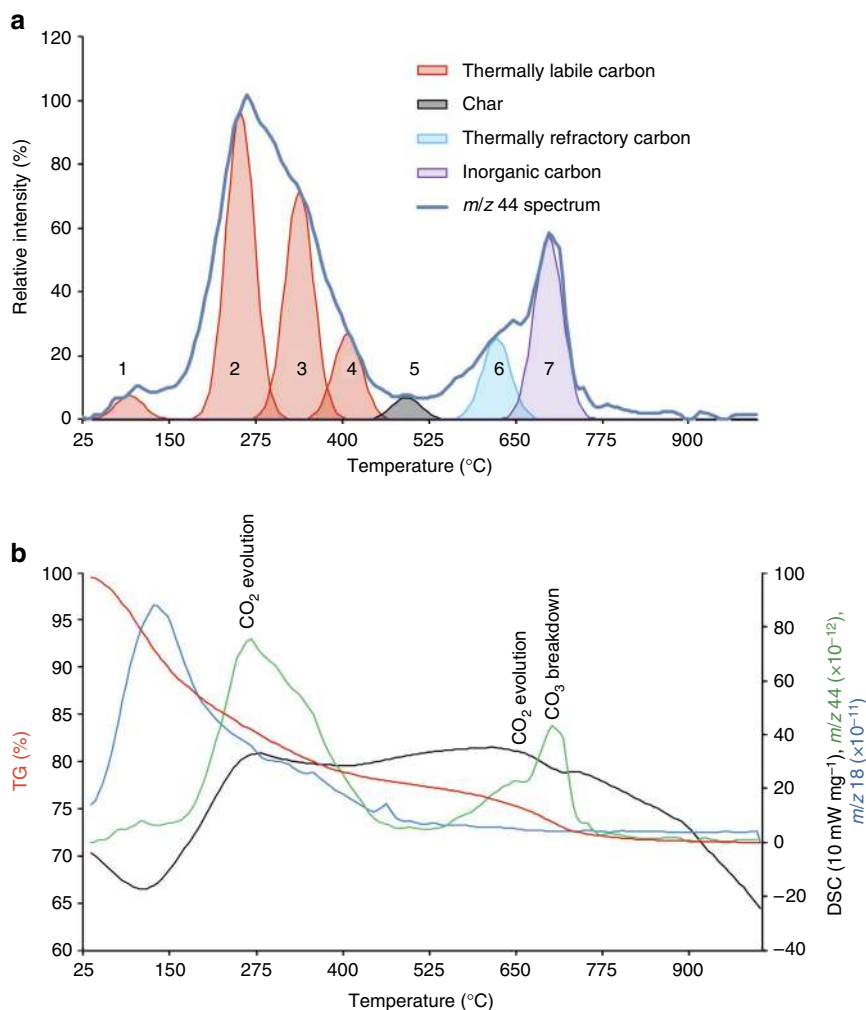 a
120
100
80
60
40
20
0
Relative intensity (%)
Thermally labile carbon
Char
Thermally refractory carbon
Inorganic carbon
m/z 44 spectrum
1
2
3
4
5
6
7
25 150 275 400 525 650 775 900
Temperature (°C)
b
CO₂ evolution
CO₂ evolution
CO₃ breakdown
100
95
90
85
80
75
70
65
60
TG (%)
100
80
60
40
20
0
−20
−40
DSC (10 mW mg⁻¹), m/z 44 (×10⁻¹²),
m/z 18 (×10⁻¹¹)
25 150 275 400 525 650 775 900
Temperature (°C)